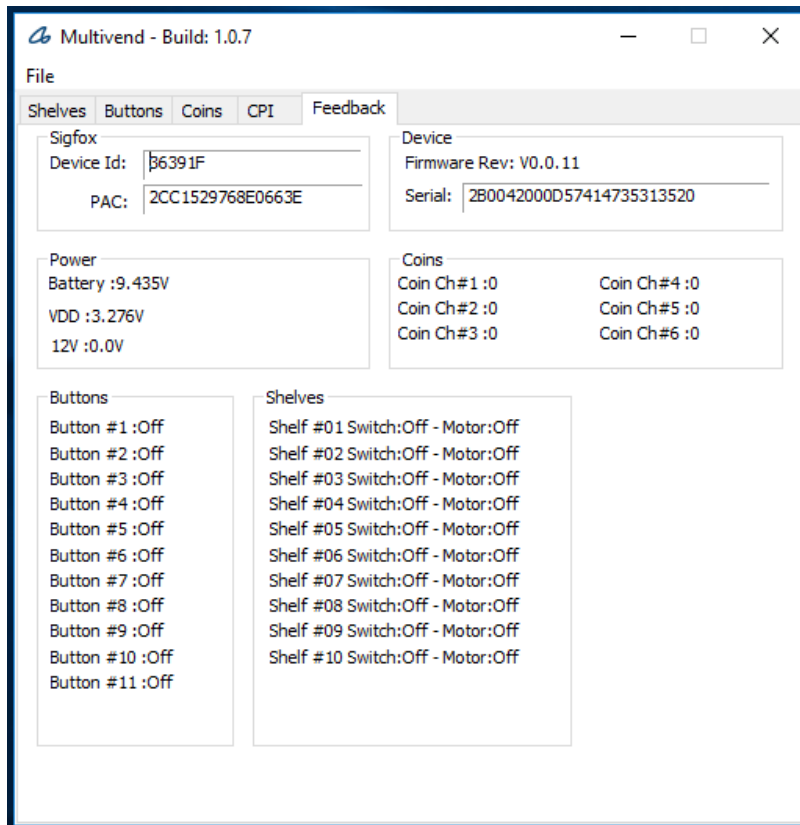 Multivend - Build: 1.0.7
File
Shelves Buttons Coins CPI Feedback
Sigfox
Device Id: 36391F
PAC: 2CC1529768E0663E
Device
Firmware Rev: V0.0.11
Serial: 2B0042000D57414735313520
Power
Battery :9.435V
VDD :3.276V
12V :0.0V
Coins
Coin Ch#1 :0 Coin Ch#4 :0
Coin Ch#2 :0 Coin Ch#5 :0
Coin Ch#3 :0 Coin Ch#6 :0
Buttons
Button #1 :Off
Button #2 :Off
Button #3 :Off
Button #4 :Off
Button #5 :Off
Button #6 :Off
Button #7 :Off
Button #8 :Off
Button #9 :Off
Button #10 :Off
Button #11 :Off
Shelves
Shelf #01 Switch:Off - Motor:Off
Shelf #02 Switch:Off - Motor:Off
Shelf #03 Switch:Off - Motor:Off
Shelf #04 Switch:Off - Motor:Off
Shelf #05 Switch:Off - Motor:Off
Shelf #06 Switch:Off - Motor:Off
Shelf #07 Switch:Off - Motor:Off
Shelf #08 Switch:Off - Motor:Off
Shelf #09 Switch:Off - Motor:Off
Shelf #10 Switch:Off - Motor:Off